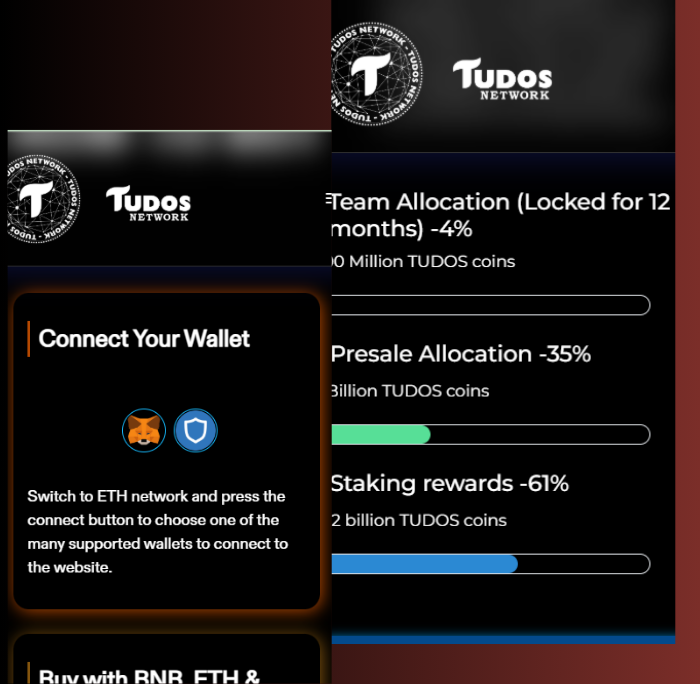 TUDOS NETWORK - TUDOS NETWORK -
TUDOS
NETWORK
Connect Your Wallet
Switch to ETH network and press the
connect button to choose one of the
many supported wallets to connect to
the website.
Buy with BNB, ETH &
TUDOS NETWORK - TUDOS NETWORK -
TUDOS
NETWORK
Team Allocation (Locked for 12
months) -4%
00 Million TUDOS coins
Presale Allocation -35%
Billion TUDOS coins
Staking rewards -61%
2 billion TUDOS coins